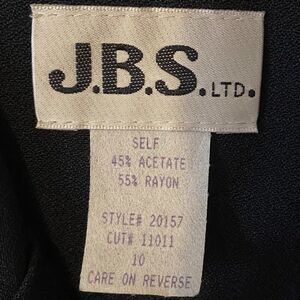 J.B.S. LTD.
SELF
45% ACETATE
55% RAYON
STYLE# 20157
CUT# 11011
10
CARE ON REVERSE